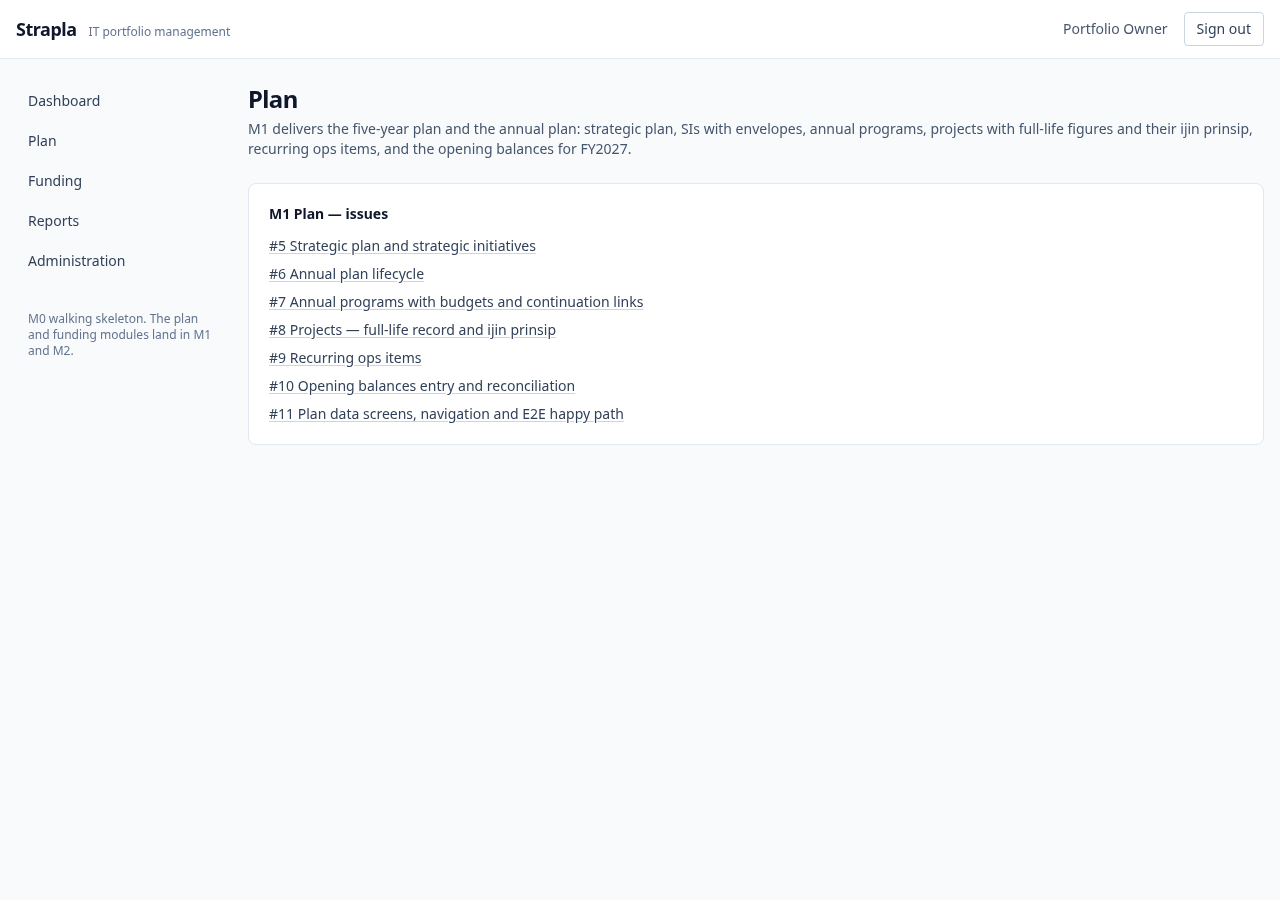 Strapla IT portfolio management Portfolio Owner Sign out
Dashboard
Plan
Funding
Reports
Administration
M0 walking skeleton. The plan
and funding modules land in M1
and M2.
Plan
M1 delivers the five-year plan and the annual plan: strategic plan, SIs with envelopes, annual programs, projects with full-life figures and their ijin prinsip,
recurring ops items, and the opening balances for FY2027.
M1 Plan — issues
#5 Strategic plan and strategic initiatives
#6 Annual plan lifecycle
#7 Annual programs with budgets and continuation links
#8 Projects — full-life record and ijin prinsip
#9 Recurring ops items
#10 Opening balances entry and reconciliation
#11 Plan data screens, navigation and E2E happy path